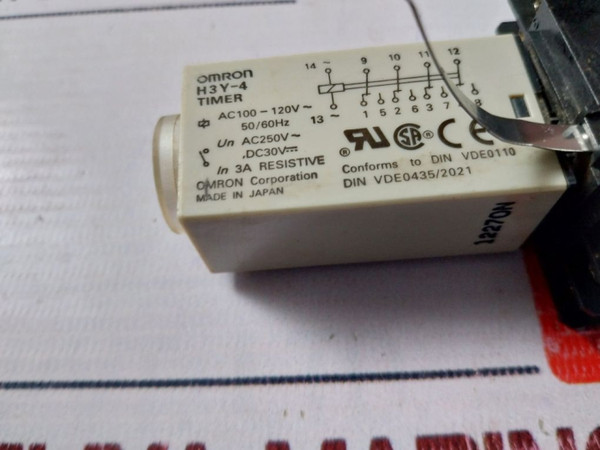 OMRON
H3Y-4
TIMER
AC100-120V~
50/60Hz
Un AC250V~
.DC30V
In 3A RESISTIVE
OMRON Corporation
MADE IN JAPAN
14 ~ 9 10 11 12
13 ~ 1 5 2 6 3 7 8
Conforms to DIN VDE0110
DIN VDE0435/2021
12270N